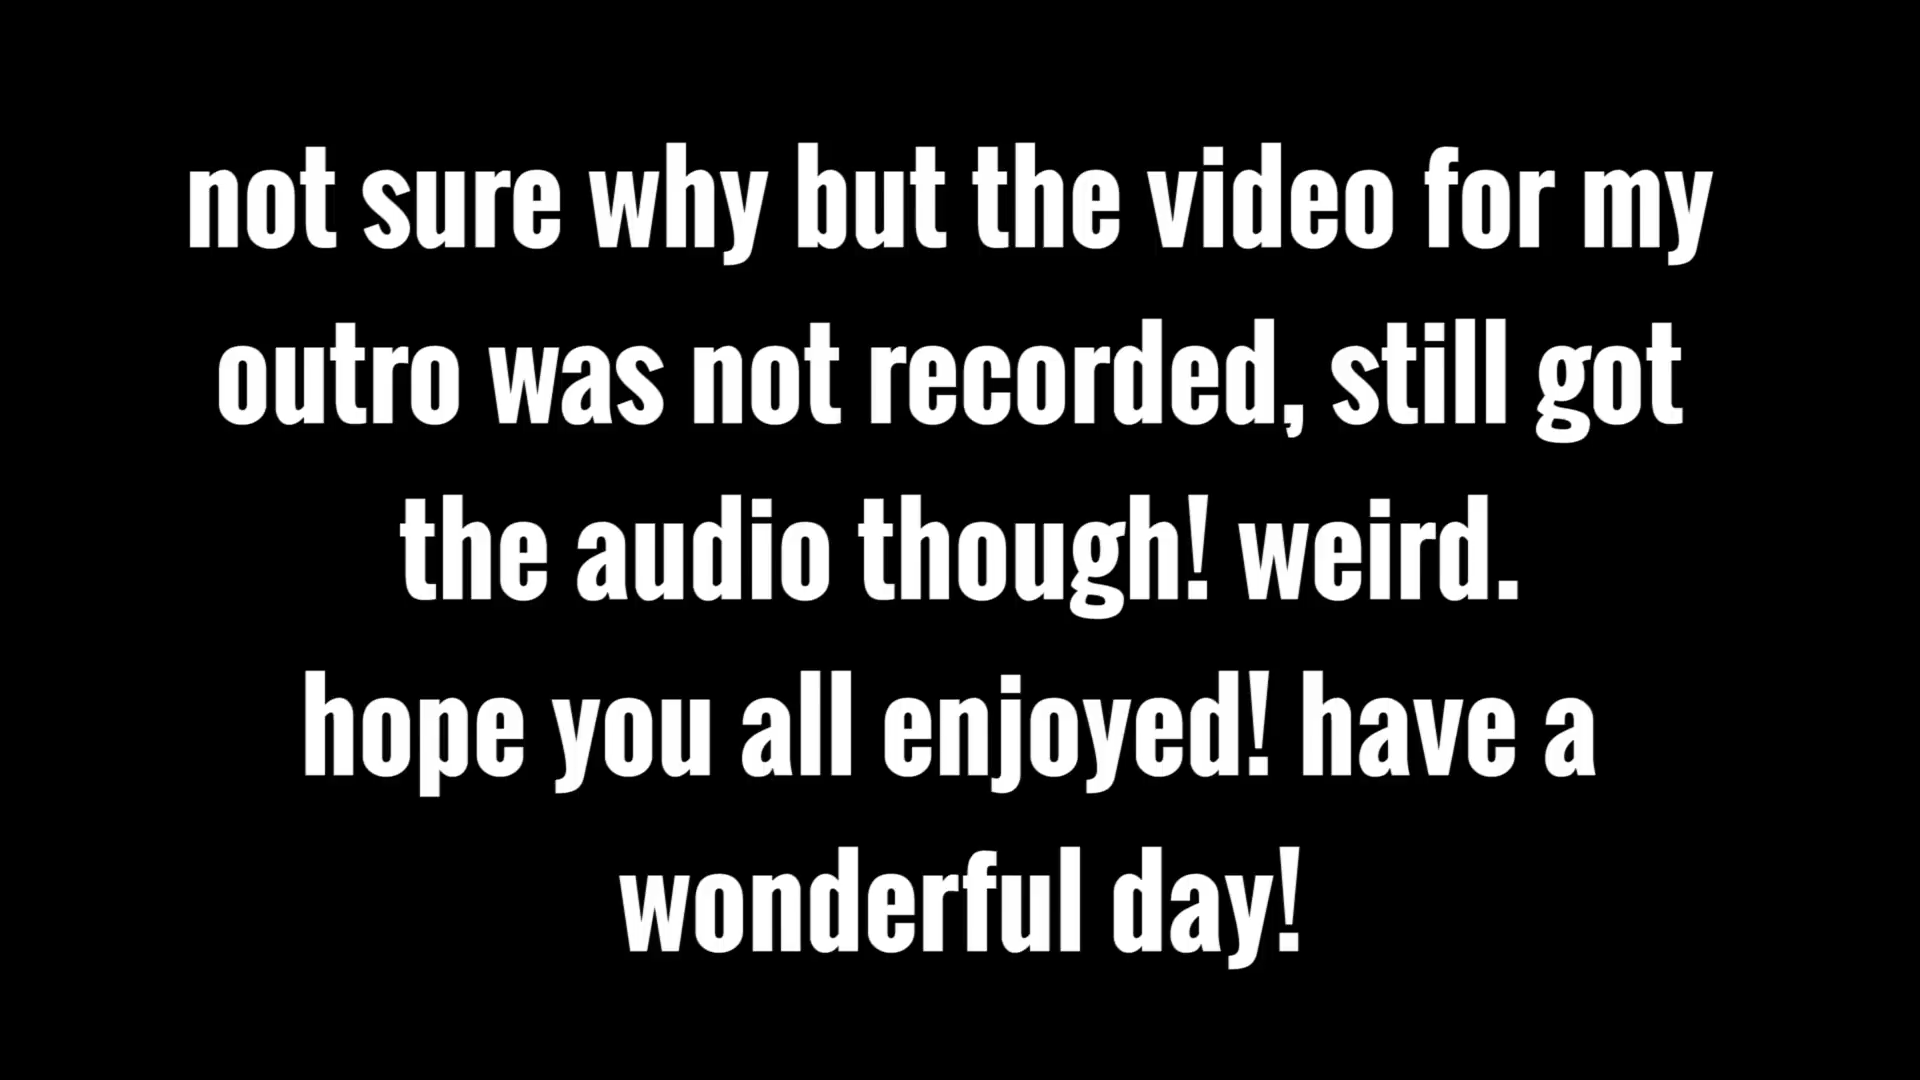 not sure why but the video for my
outro was not recorded, still got
the audio though! weird.
hope you all enjoyed! have a
wonderful day!